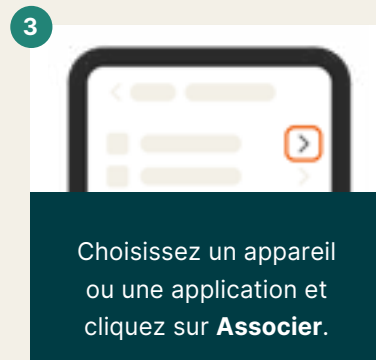 3
Choisissez un appareil
ou une application et
cliquez sur Associer.